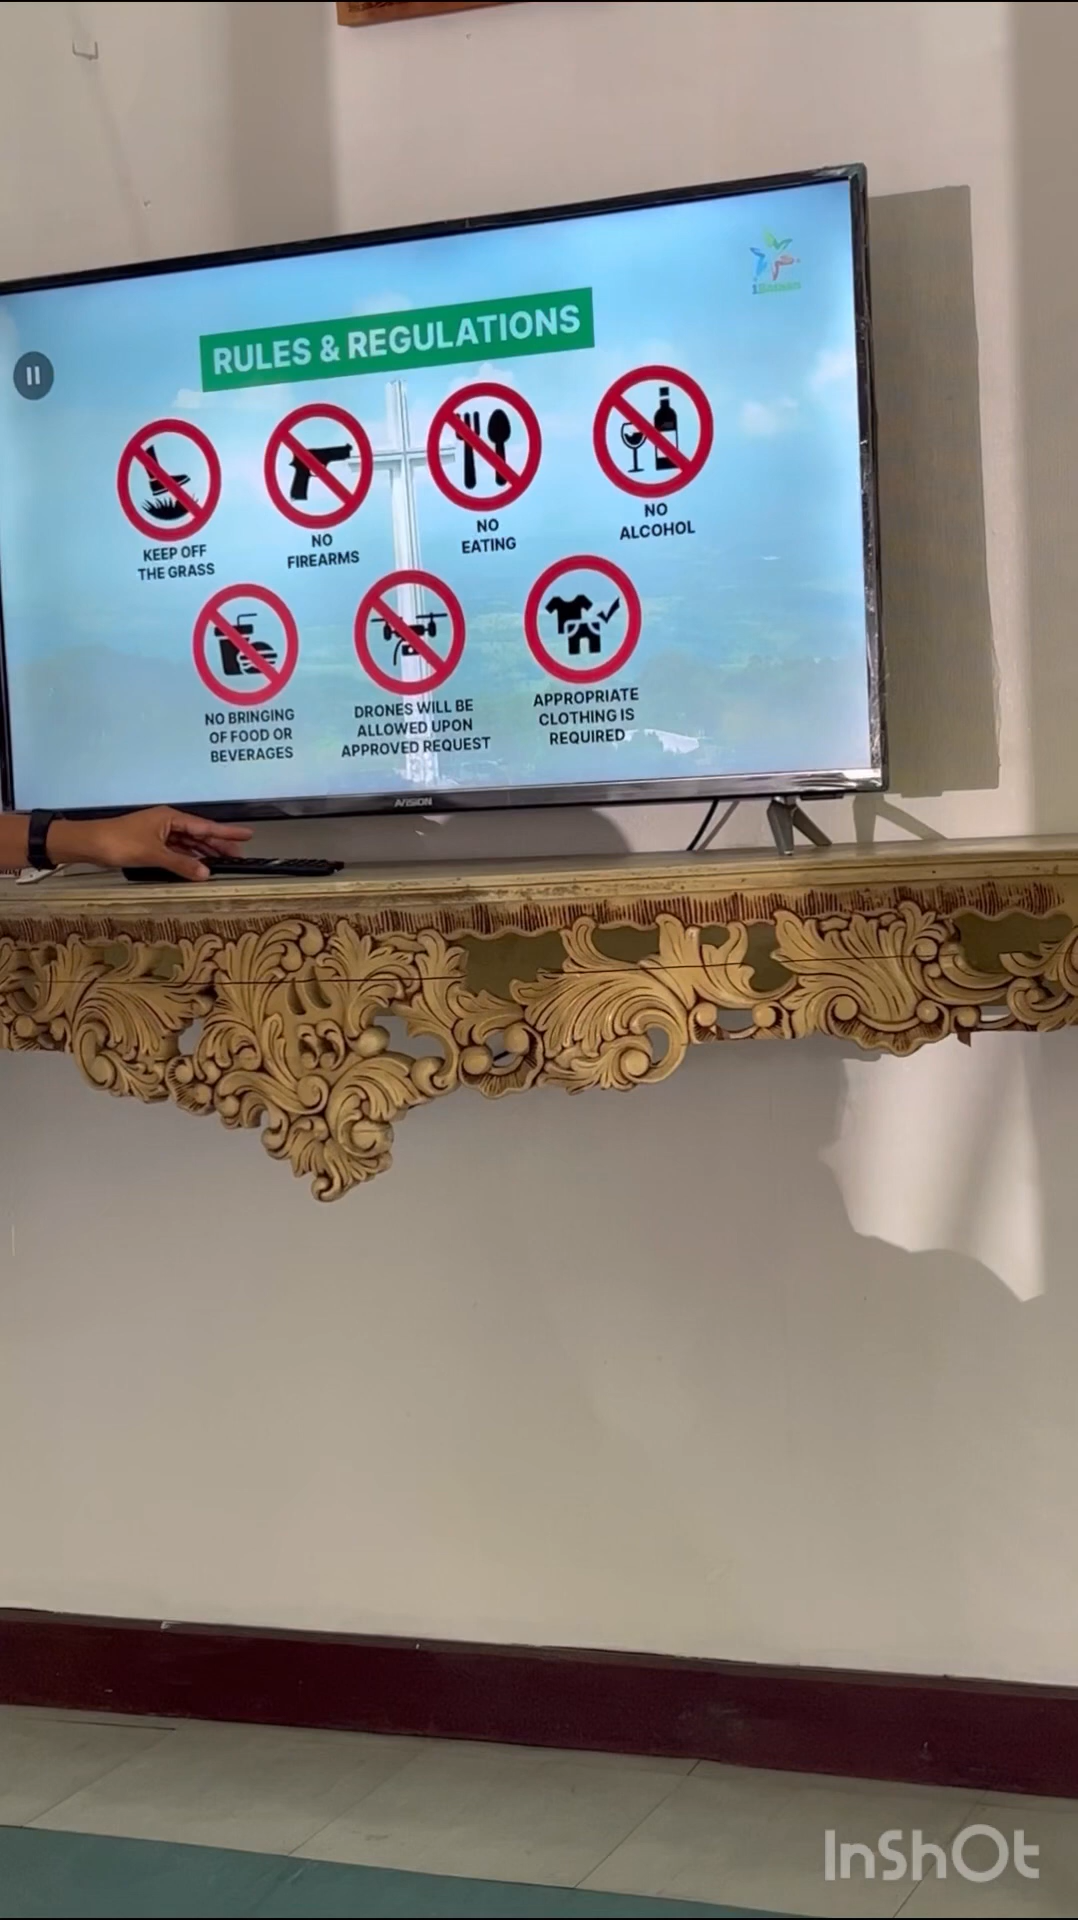 1Bataan
RULES & REGULATIONS
KEEP OFF
THE GRASS
NO
FIREARMS
NO
EATING
NO
ALCOHOL
NO BRINGING
OF FOOD OR
BEVERAGES
DRONES WILL BE
ALLOWED UPON
APPROVED REQUEST
APPROPRIATE
CLOTHING IS
REQUIRED
AVISION
InShOt